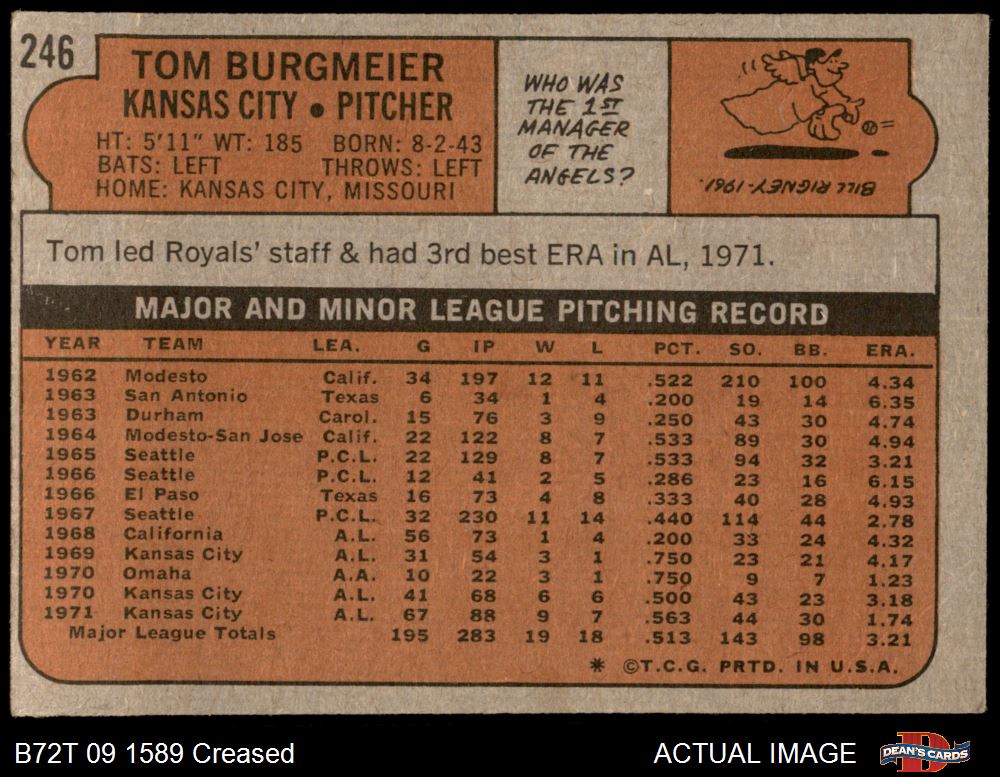 246
TOM BURGMEIER
KANSAS CITY • PITCHER
HT: 5'11" WT: 185 BORN: 8-2-43
BATS: LEFT THROWS: LEFT
HOME: KANSAS CITY, MISSOURI
WHO WAS
THE 1ST
MANAGER
OF THE
ANGELS?
BILL RIGNEY-1961.
Tom led Royals' staff & had 3rd best ERA in AL, 1971.
MAJOR AND MINOR LEAGUE PITCHING RECORD
YEAR TEAM LEA. G IP W L PCT. SO. BB. ERA.
1962 Modesto Calif. 34 197 12 11 .522 210 100 4.34
1963 San Antonio Texas 6 34 1 4 .200 19 14 6.35
1963 Durham Carol. 15 76 3 9 .250 43 30 4.74
1964 Modesto-San Jose Calif. 22 122 8 7 .533 89 30 4.94
1965 Seattle P.C.L. 22 129 8 7 .533 94 32 3.21
1966 Seattle P.C.L. 12 41 2 5 .286 23 16 6.15
1966 El Paso Texas 16 73 4 8 .333 40 28 4.93
1967 Seattle P.C.L. 32 230 11 14 .440 114 44 2.78
1968 California A.L. 56 73 1 4 .200 33 24 4.32
1969 Kansas City A.L. 31 54 3 1 .750 23 21 4.17
1970 Omaha A.A. 10 22 3 1 .750 9 7 1.23
1970 Kansas City A.L. 41 68 6 6 .500 43 23 3.18
1971 Kansas City A.L. 67 88 9 7 .563 44 30 1.74
Major League Totals 195 283 19 18 .513 143 98 3.21
* ©T.C.G. PRTD. IN U.S.A.
B72T 09 1589 Creased ACTUAL IMAGE DEAN'S CARDS